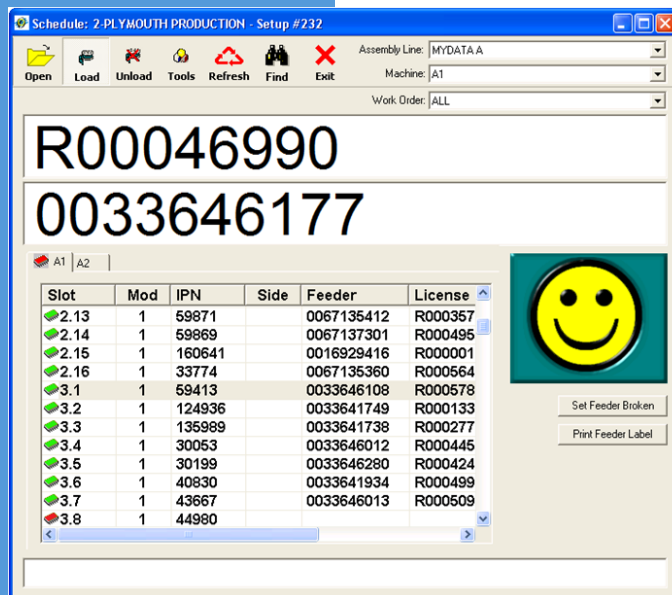 Schedule: 2-PLYMOUTH PRODUCTION - Setup #232
Open Load Unload Tools Refresh Find Exit
Assembly Line: MYDATA A
Machine: A1
Work Order: ALL
R00046990
0033646177
A1 A2
Slot Mod IPN Side Feeder License
2.13 1 59871 0067135412 R000357
2.14 1 59869 0067137301 R000495
2.15 1 160641 0016929416 R000001
2.16 1 33774 0067135360 R000564
3.1 1 59413 0033646108 R000578
3.2 1 124936 0033641749 R000133
3.3 1 135989 0033641738 R000277
3.4 1 30053 0033646012 R000445
3.5 1 30199 0033646280 R000424
3.6 1 40830 0033641934 R000499
3.7 1 43667 0033646013 R000509
3.8 1 44980
Set Feeder Broken
Print Feeder Label